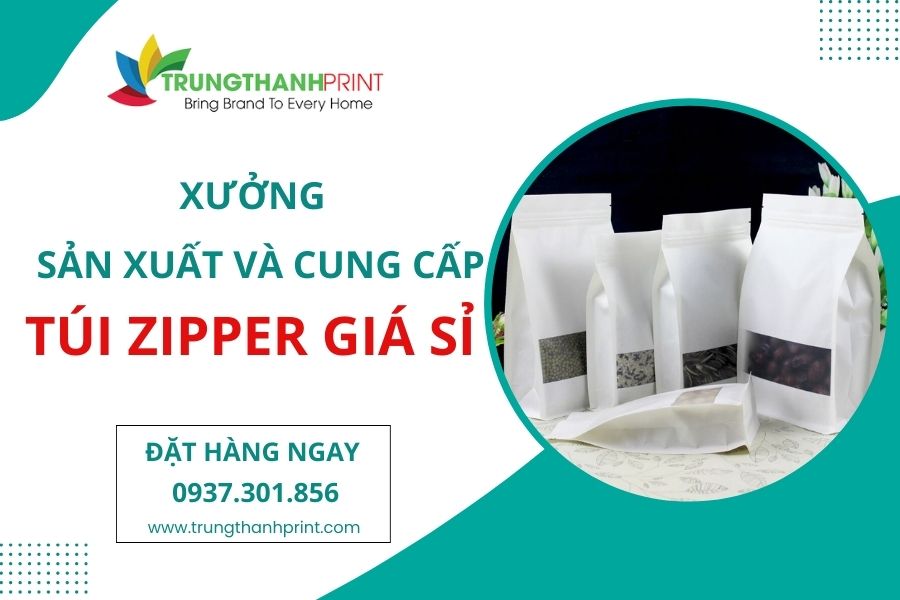 TRUNGTHANHPRINT
Bring Brand To Every Home
XƯỞNG
SẢN XUẤT VÀ CUNG CẤP
TÚI ZIPPER GIÁ SỈ
ĐẶT HÀNG NGAY
0937.301.856
www.trungthanhprint.com